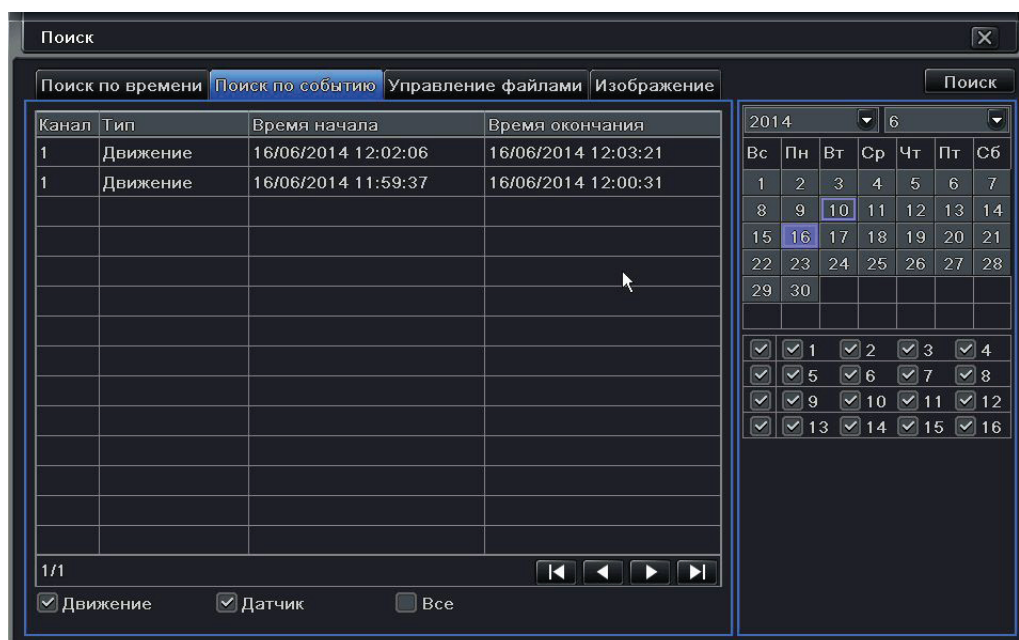 Поиск
Поиск по времени Поиск по событию Управление файлами Изображение Поиск
Канал Тип Время начала Время окончания
1 Движение 16/06/2014 12:02:06 16/06/2014 12:03:21
1 Движение 16/06/2014 11:59:37 16/06/2014 12:00:31
1/1
Движение Датчик Все
2014 6
Вс Пн Вт Ср Чт Пт Сб
1 2 3 4 5 6 7
8 9 10 11 12 13 14
15 16 17 18 19 20 21
22 23 24 25 26 27 28
29 30
1 2 3 4
5 6 7 8
9 10 11 12
13 14 15 16